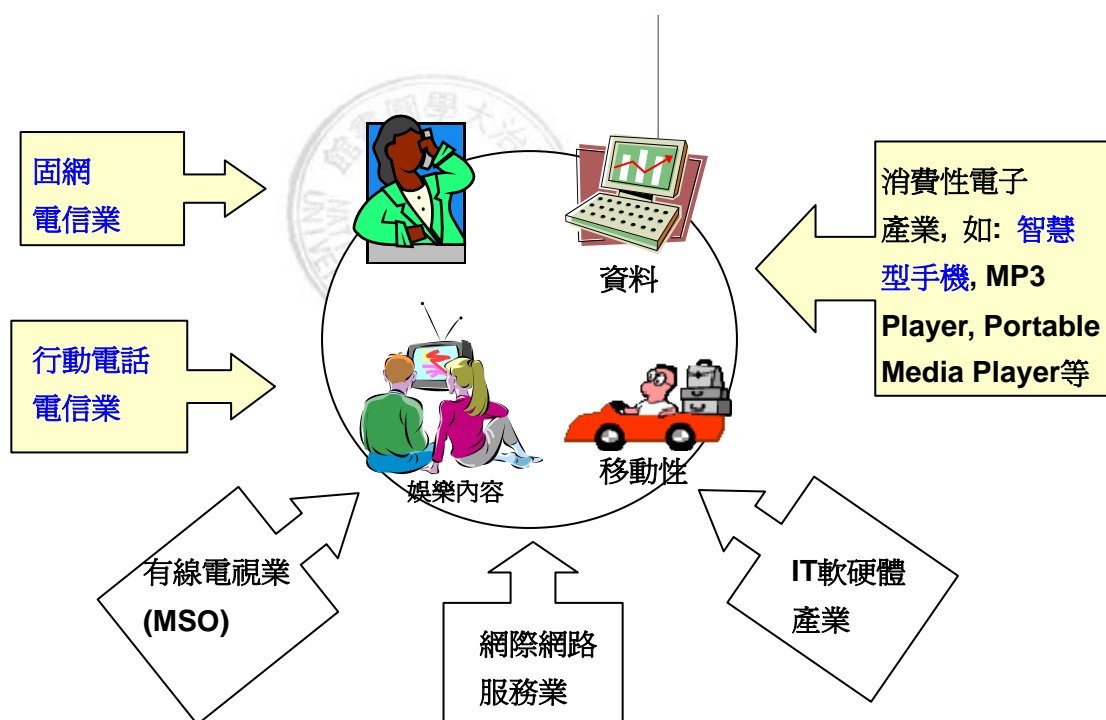 固網
電信業
行動電話
電信業
資料
娛樂內容
移動性
消費性電子
產業, 如: 智慧
型手機, MP3
Player, Portable
Media Player等
有線電視業
(MSO)
網際網路
服務業
IT軟硬體
產業